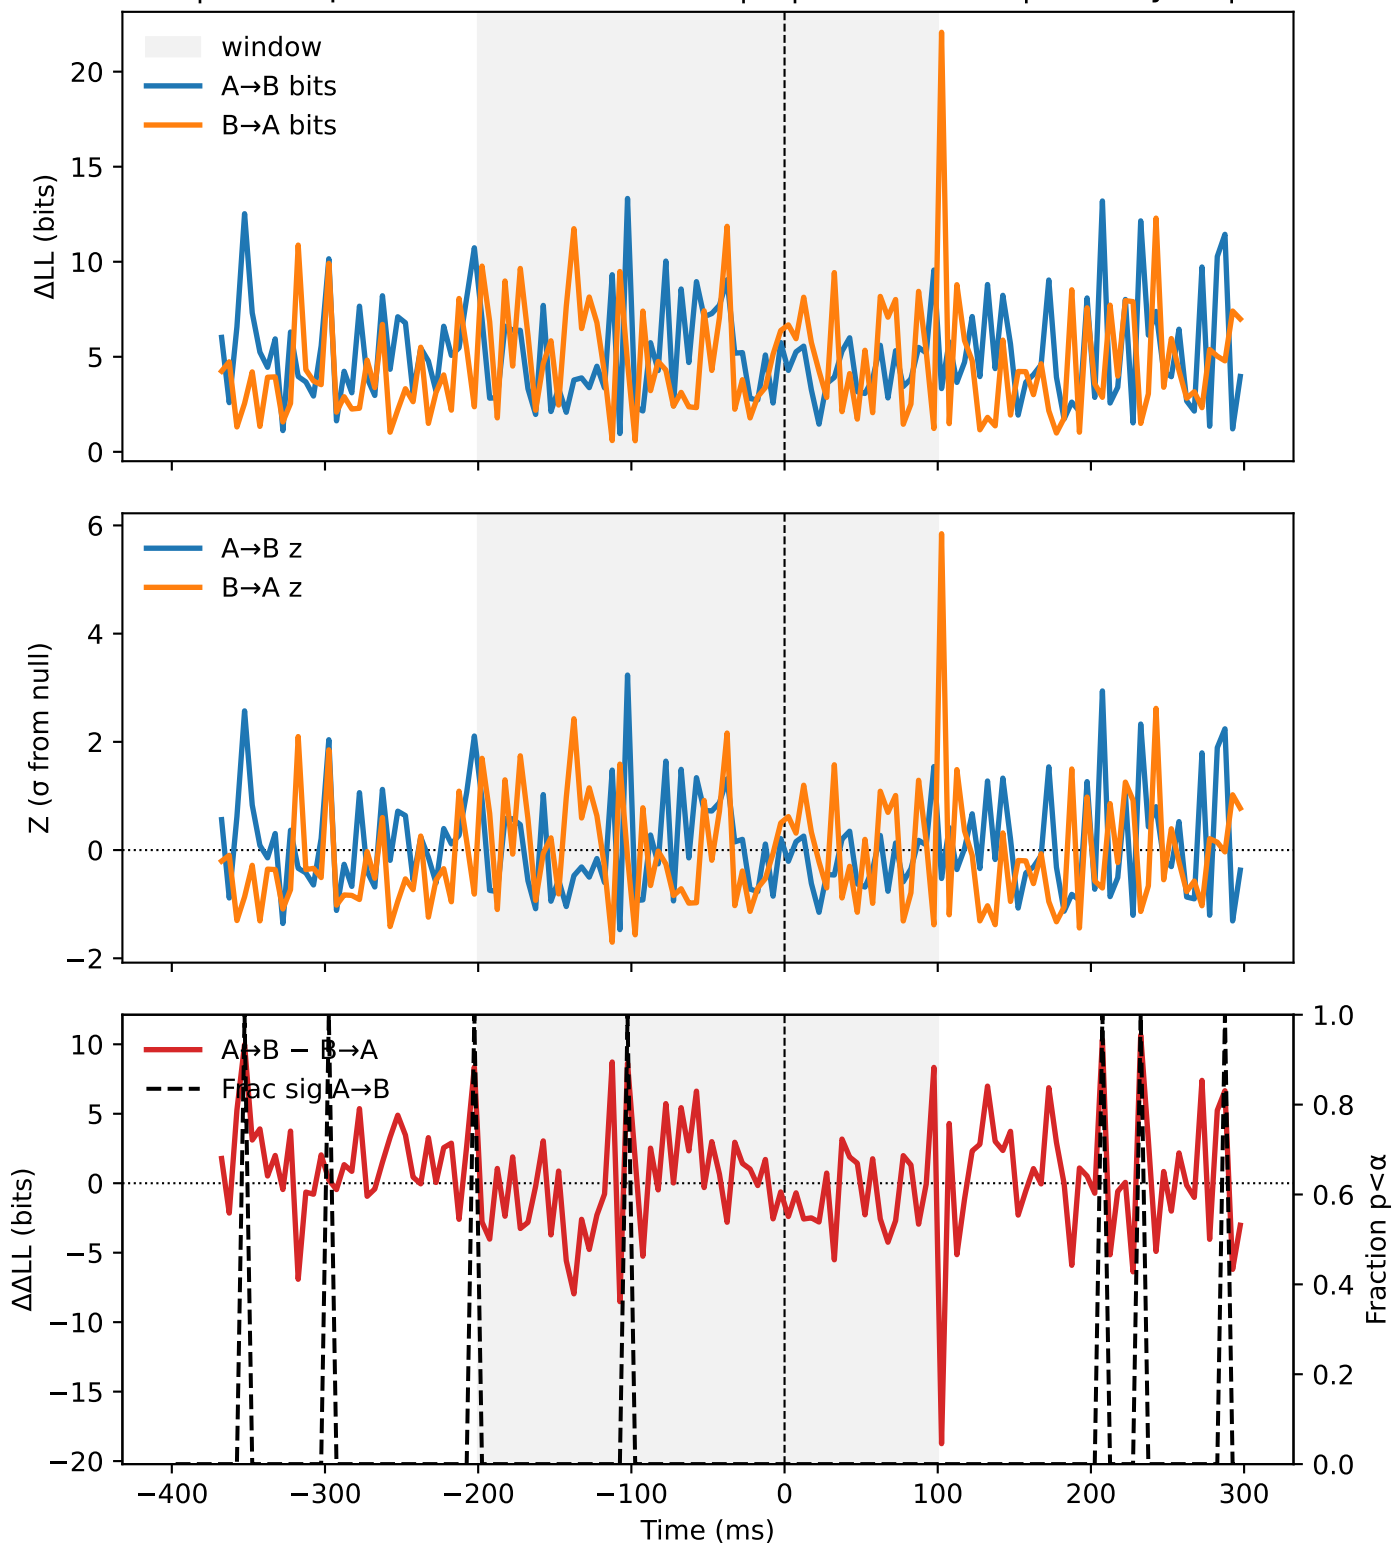 window
A→B bits
B→A bits
ΔLL (bits)
20
15
10
5
0
A→B z
B→A z
Z (σ from null)
6
4
2
0
−2
A→B − B→A
Frac sig A→B
ΔΔLL (bits)
10
5
0
−5
−10
−15
−20
1.0
0.8
0.6
0.4
0.2
0.0
Fraction p<α
−400 −300 −200 −100 0 100 200 300
Time (ms)